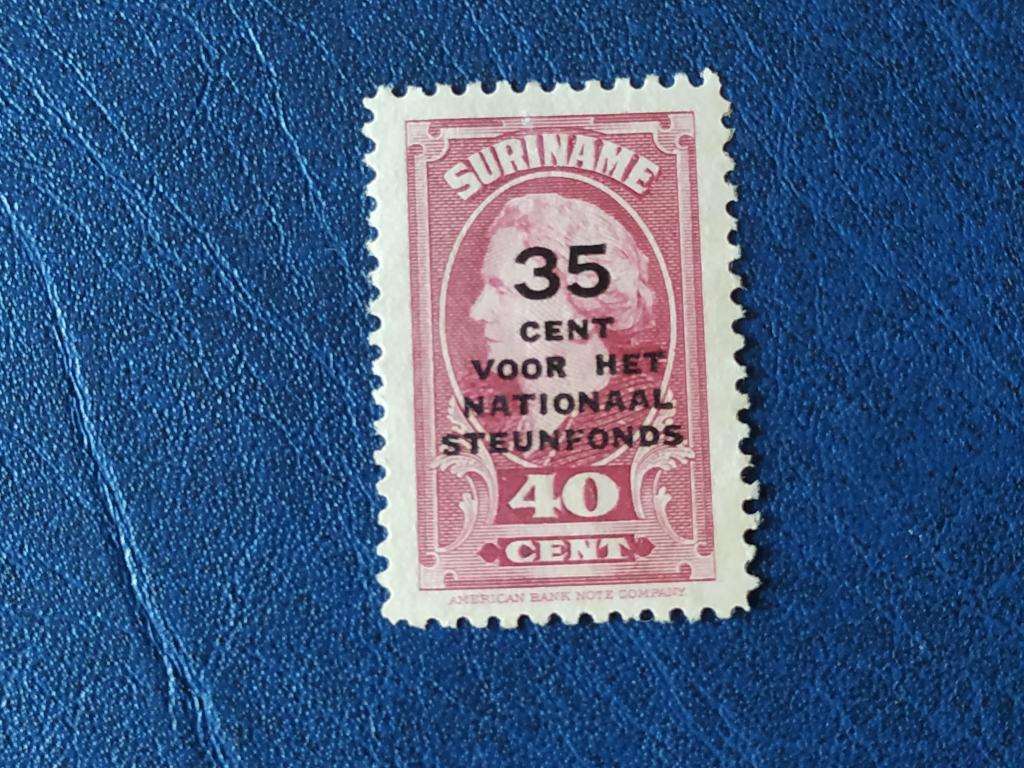 SURINAME
35
CENT
VOOR HET
NATIONAAL
STEUNFONDS
40
CENT
AMERICAN BANK NOTE COMPANY.